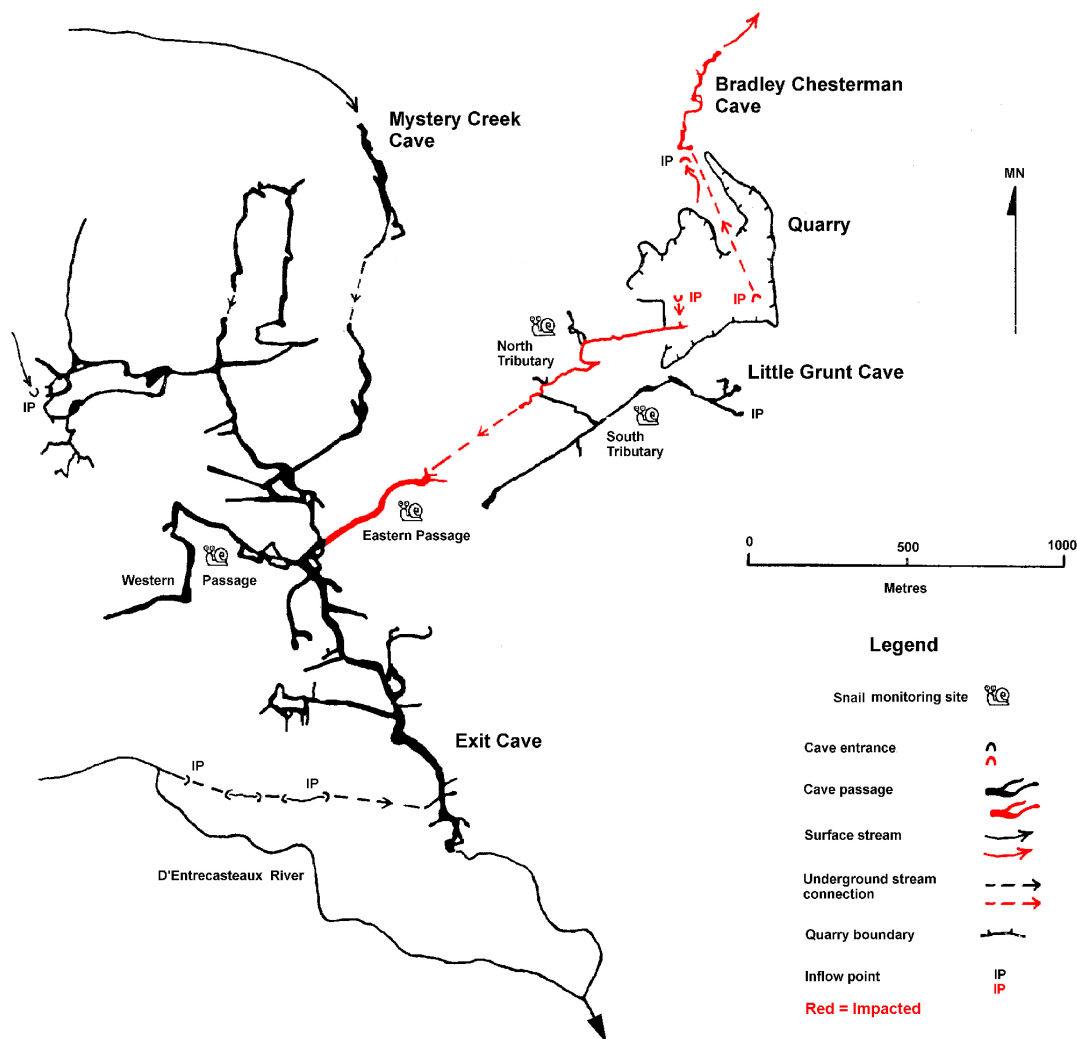 Bradley Chesterman
Cave
Mystery Creek
Cave
IP
MN
Quarry
IP
IP
North
Tributary
Little Grunt Cave
IP
IP
South
Tributary
Eastern Passage
0
500
1000
Metres
Western
Passage
Legend
Snail monitoring site
Exit Cave
Cave entrance
IP
IP
Cave passage
Surface stream
D'Entrecasteaux River
Underground stream
connection
Quarry boundary
Inflow point
IP
IP
Red = Impacted